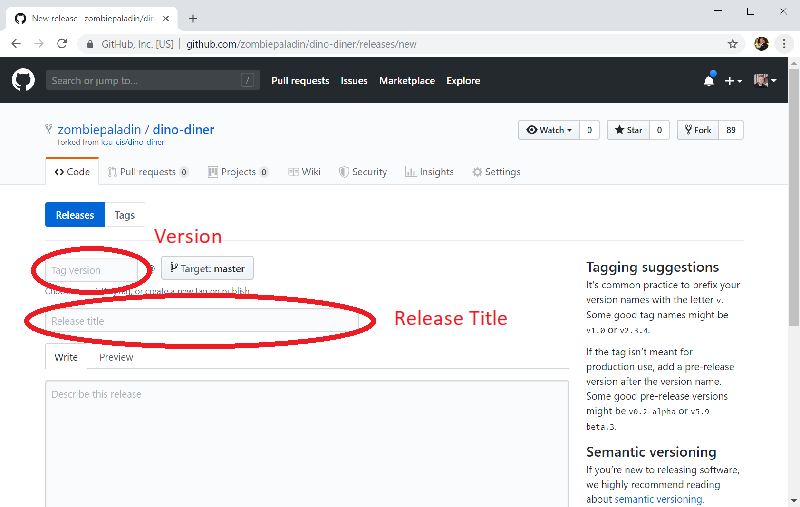 New release · zombiepaladin/din
GitHub, Inc. [US]
github.com/zombiepaladin/dino-diner/releases/new
Search or jump to...
/
Pull requests Issues Marketplace Explore
zombiepaladin / dino-diner
forked from ksu-cis/dino-diner
Watch 0
Star 0
Fork 89
Code
Pull requests 0
Projects 0
Wiki
Security
Insights
Settings
Releases Tags
Version
Tag version
Target: master
or create a new tag on publish
Release title
Release Title
Write Preview
Describe this release
Tagging suggestions
It's common practice to prefix your
version names with the letter v.
Some good tag names might be
v1.0 or v2.3.4.
If the tag isn't meant for
production use, add a pre-release
version after the version name.
Some good pre-release versions
might be v0.2-alpha or v5.9-
beta.3.
Semantic versioning
If you're new to releasing software,
we highly recommend reading
about semantic versioning.